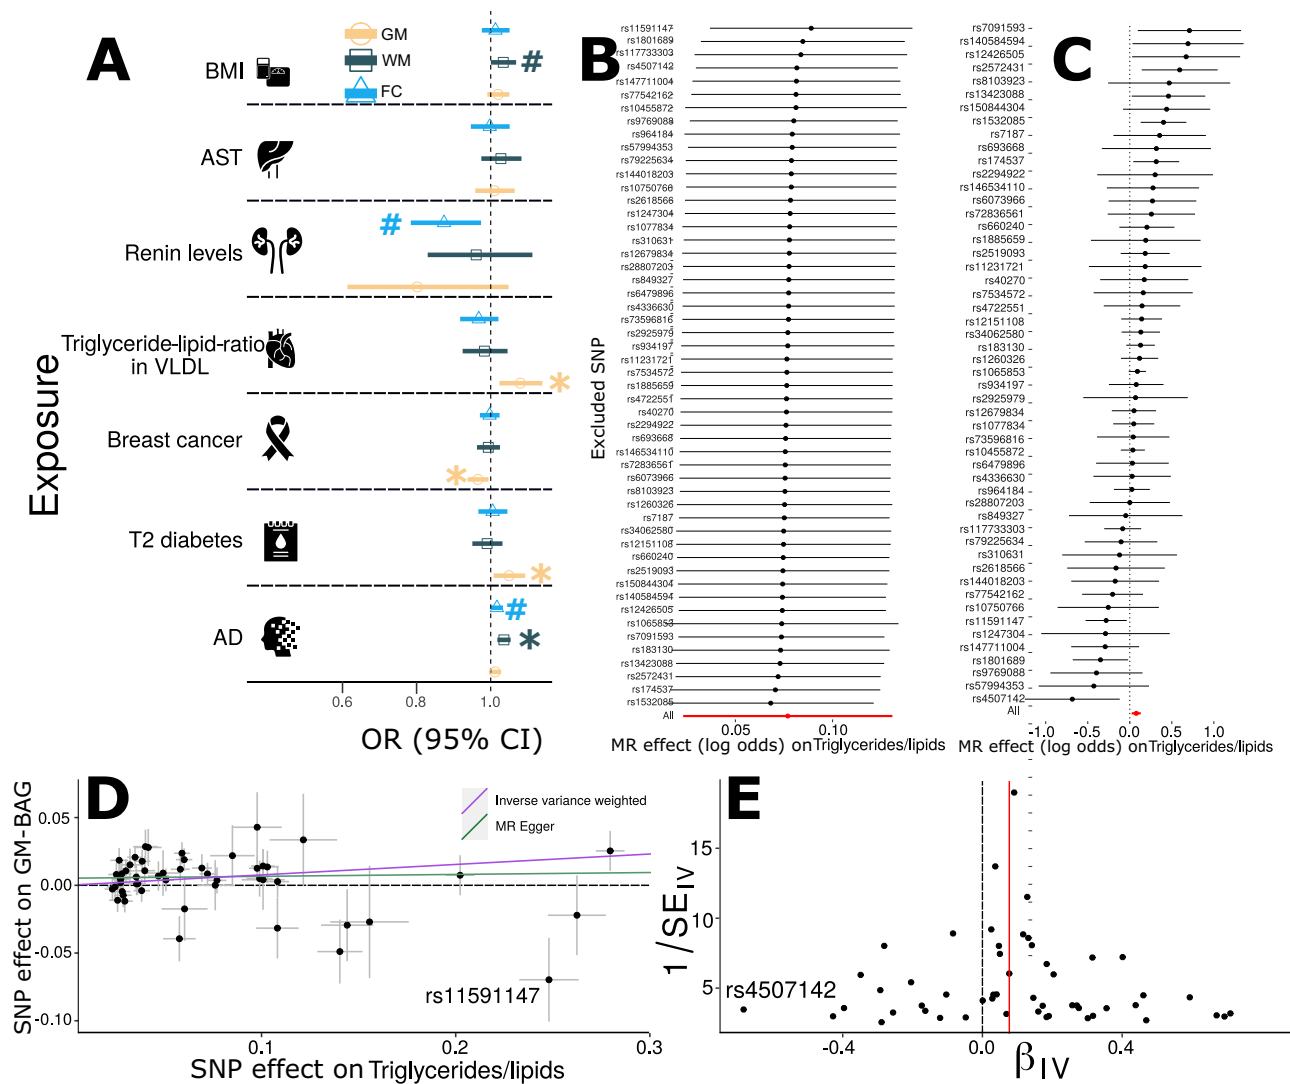 A
GM
WM
FC
BMI
#
AST
Renin levels
#
Triglyceride-lipid-ratio
in VLDL
*
Breast cancer
*
T2 diabetes
*
AD
#
*
Exposure
0.6
0.8
1.0
OR (95% CI)
B
Excluded SNP
rs11591147
rs1801689
rs117733303
rs4507142
rs147711004
rs77542162
rs10455872
rs9769088
rs964184
rs57994353
rs79225634
rs144018203
rs10750766
rs2618566
rs1247304
rs1077834
rs310631
rs12679834
rs28807203
rs849327
rs6479896
rs4336630
rs73596816
rs2925979
rs934197
rs11231721
rs7534572
rs1885659
rs4722551
rs40270
rs2294922
rs693668
rs146534110
rs72836561
rs6073966
rs8103923
rs1260326
rs7187
rs34062580
rs12151108
rs660240
rs2519093
rs150844304
rs140584594
rs12426505
rs1065853
rs7091593
rs183130
rs13423088
rs2572431
rs174537
rs1532085
All
0.05
0.10
MR effect (log odds) on Triglycerides/lipids
C
rs7091593
rs140584594
rs12426505
rs2572431
rs8103923
rs13423088
rs150844304
rs1532085
rs7187
rs693668
rs174537
rs2294922
rs146534110
rs6073966
rs72836561
rs660240
rs1885659
rs2519093
rs11231721
rs40270
rs7534572
rs4722551
rs12151108
rs34062580
rs183130
rs1260326
rs1065853
rs934197
rs2925979
rs12679834
rs1077834
rs73596816
rs10455872
rs6479896
rs4336630
rs964184
rs28807203
rs849327
rs117733303
rs79225634
rs310631
rs2618566
rs144018203
rs77542162
rs10750766
rs11591147
rs1247304
rs147711004
rs1801689
rs9769088
rs57994353
rs4507142
All
-1.0
-0.5
0.0
0.5
1.0
MR effect (log odds) on Triglycerides/lipids
D
Inverse variance weighted
MR Egger
SNP effect on GM-BAG
0.05
0.00
-0.05
-0.10
rs11591147
0.1
0.2
0.3
SNP effect on Triglycerides/lipids
E
1/SE IV
15
10
5
rs4507142
-0.4
0.0
0.4
β IV